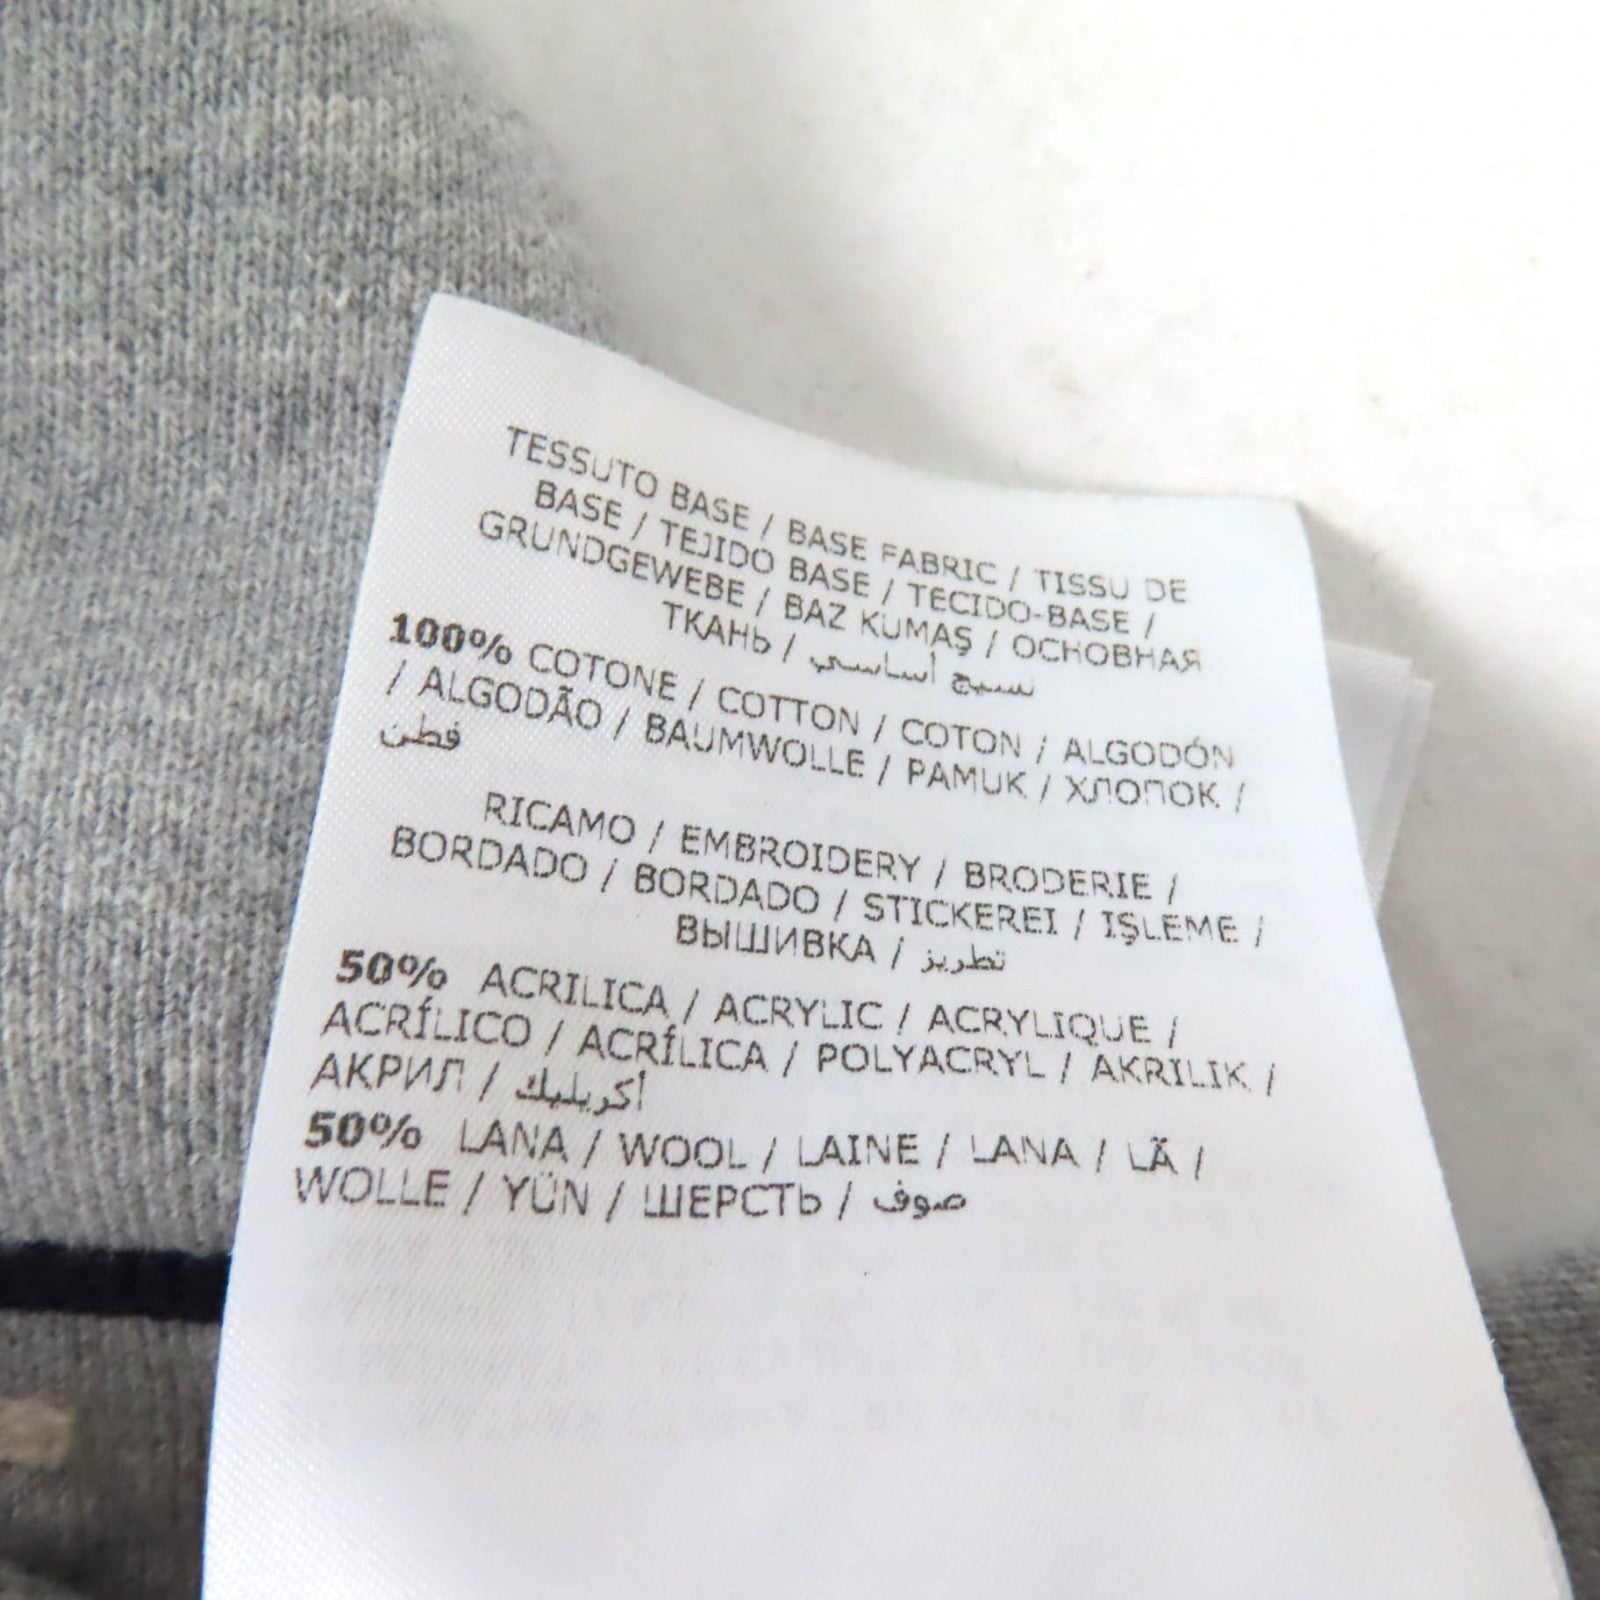 TESSUTO BASE / BASE FABRIC / TISSU DE
BASE / TEJIDO BASE / TECIDO-BASE /
GRUNDGEWEBE / BAZ KUMAŞ / ОСНОВНАЯ
ТКАНЬ / نسيج أساسي
100% COTONE / COTTON / COTON / ALGODÓN
/ ALGODÃO / BAUMWOLLE / PAMUK / ХЛОПОК /
قطن
RICAMO / EMBROIDERY / BRODERIE /
BORDADO / BORDADO / STICKEREI / IŞLEME /
ВЫШИВКА / تطريز
50% ACRILICA / ACRYLIC / ACRYLIQUE /
ACRÍLICO / ACRÍLICA / POLYACRYL / AKRILIK /
АКРИЛ / أكريليك
50% LANA / WOOL / LAINE / LANA / LÃ /
WOLLE / YÜN / ШЕРСТЬ / صوف